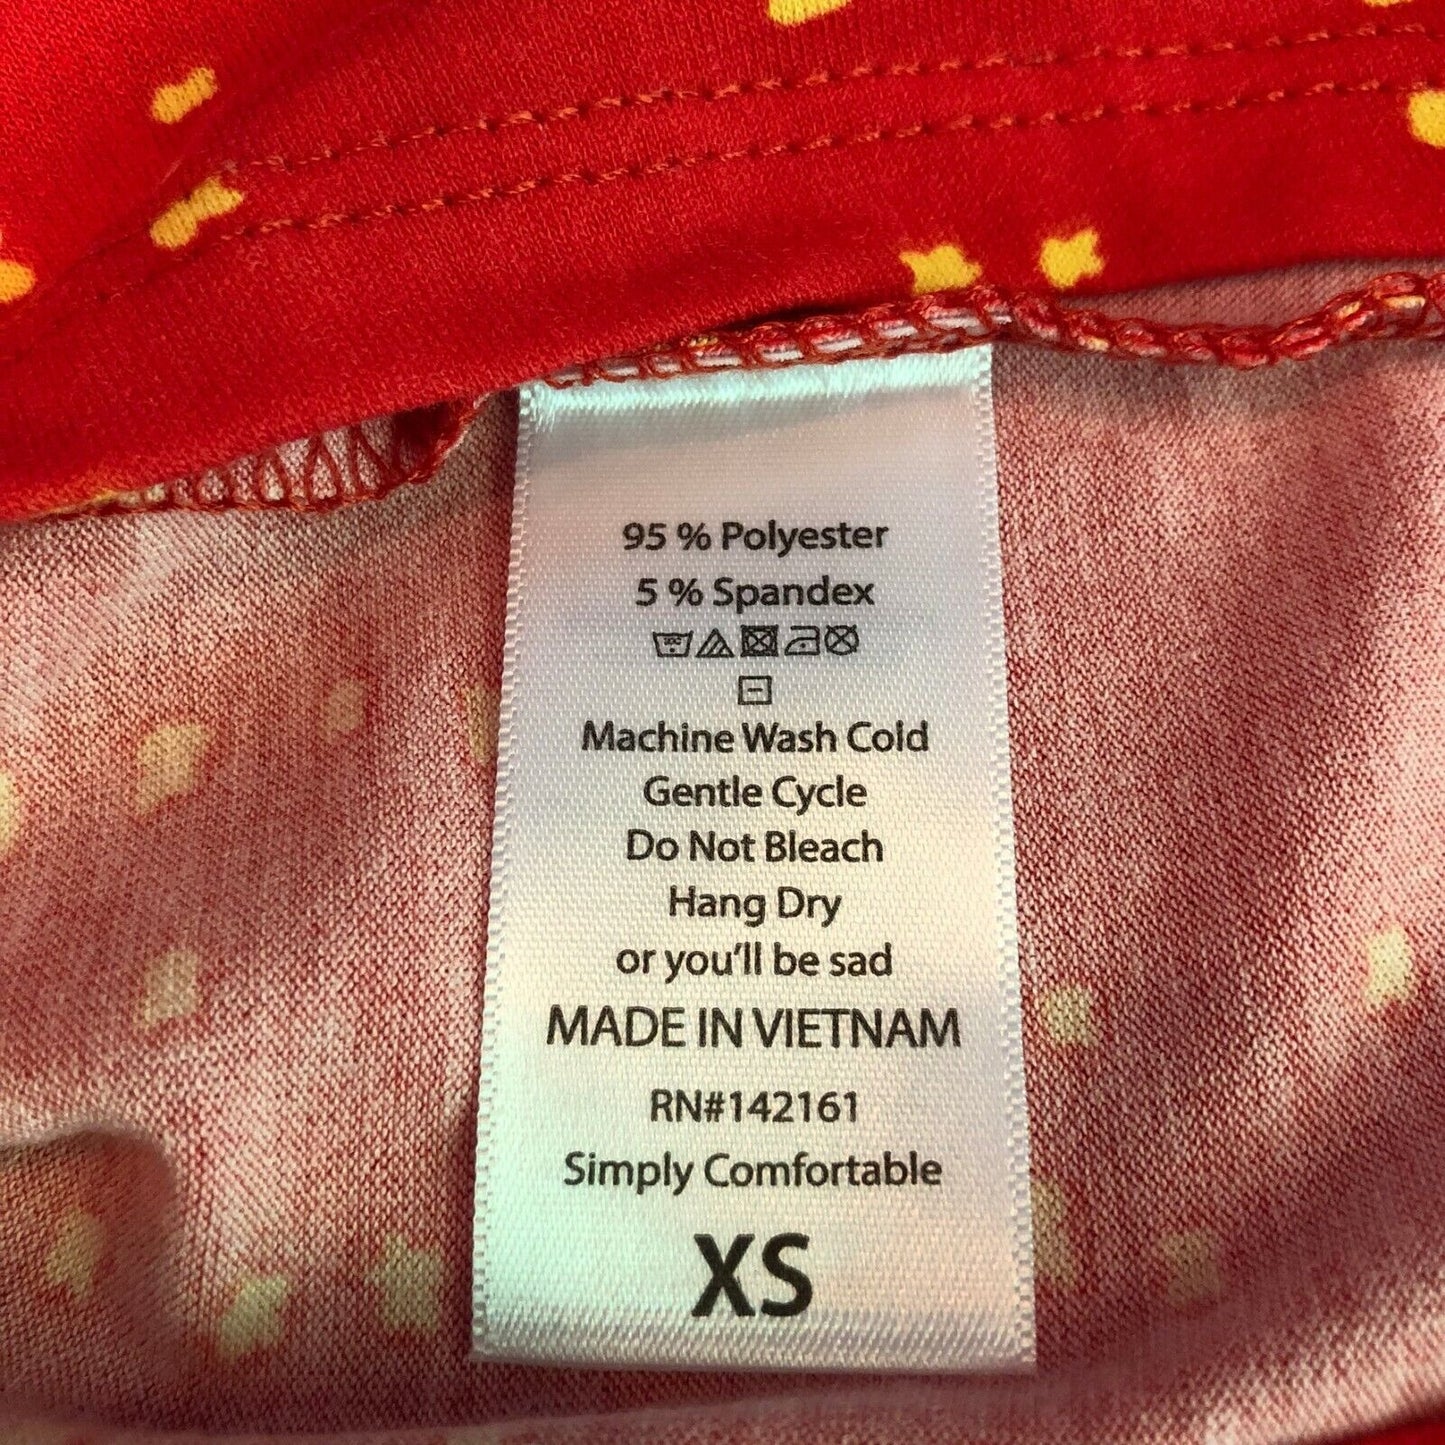 95 % Polyester
5 % Spandex
Machine Wash Cold
Gentle Cycle
Do Not Bleach
Hang Dry
or you'll be sad
MADE IN VIETNAM
RN#142161
Simply Comfortable
XS